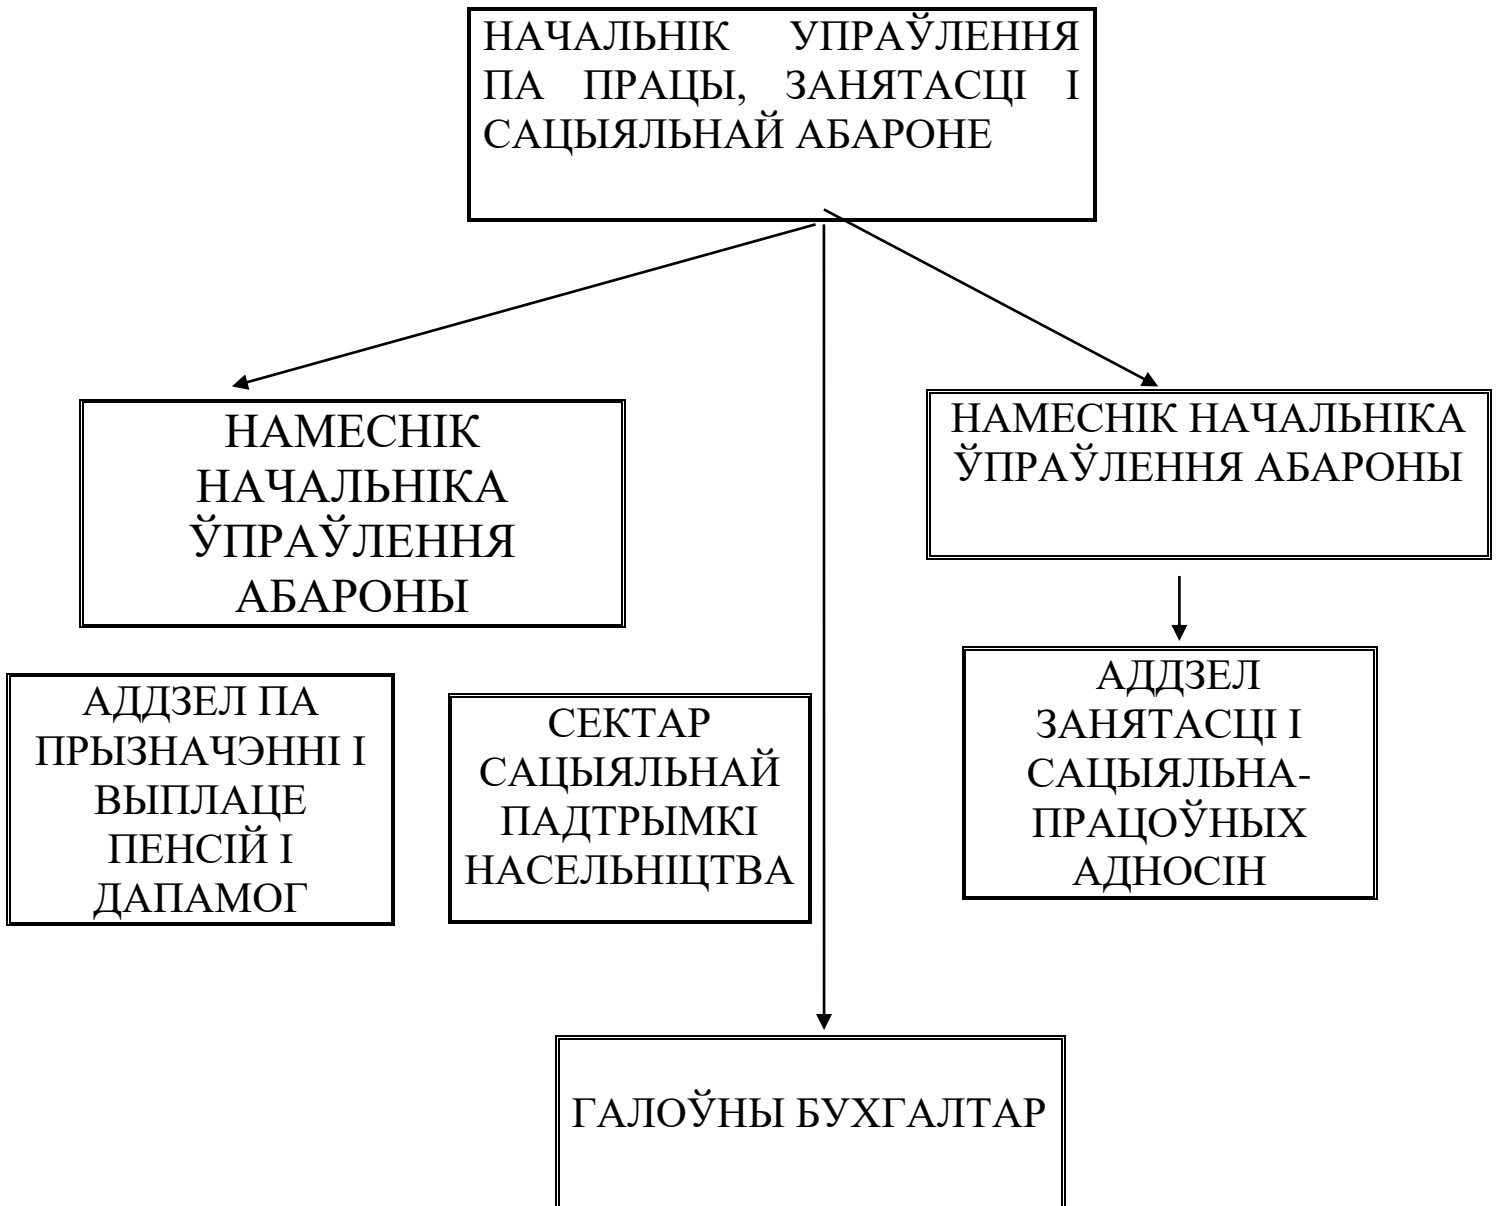 НАЧАЛЬНІК УПРАЎЛЕННЯ
ПА ПРАЦЫ, ЗАНЯТАСЦІ І
САЦЫЯЛЬНАЙ АБАРОНЕ
НАМЕСНІК
НАЧАЛЬНІКА
ЎПРАЎЛЕННЯ
АБАРОНЫ
НАМЕСНІК НАЧАЛЬНІКА
ЎПРАЎЛЕННЯ АБАРОНЫ
АДДЗЕЛ ПА
ПРЫЗНАЧЭННІ І
ВЫПЛАЦЕ
ПЕНСІЙ І
ДАПАМОГ
СЕКТАР
САЦЫЯЛЬНАЙ
ПАДТРЫМКІ
НАСЕЛЬНІЦТВА
АДДЗЕЛ
ЗАНЯТАСЦІ І
САЦЫЯЛЬНА-
ПРАЦОЎНЫХ
АДНОСІН
ГАЛОЎНЫ БУХГАЛТАР